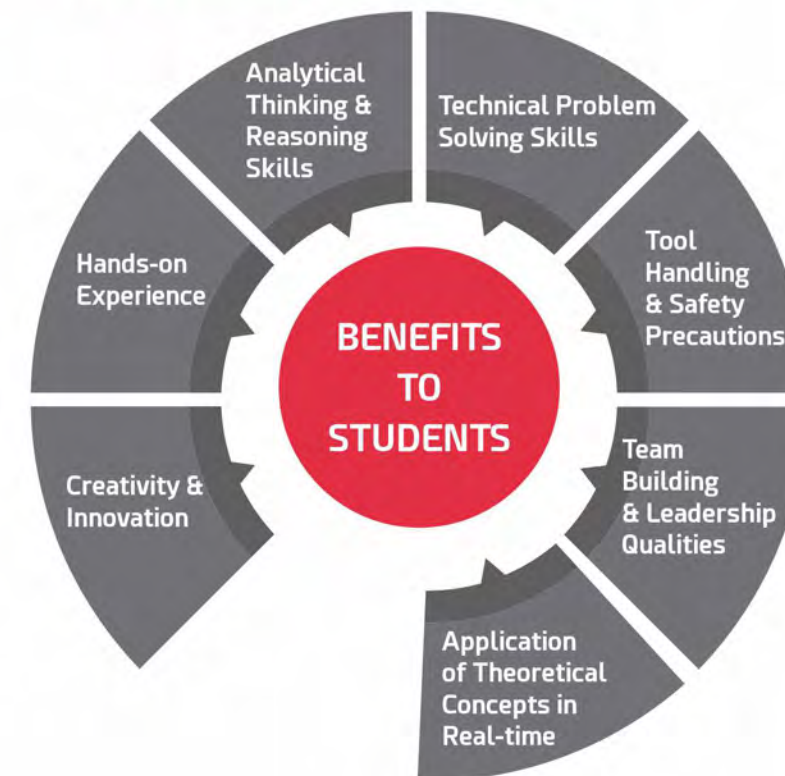 Analytical
Thinking &
Reasoning
Skills
Technical Problem
Solving Skills
Hands-on
Experience
Tool
Handling
& Safety
Precautions
BENEFITS
TO
STUDENTS
Creativity &
Innovation
Team
Building
& Leadership
Qualities
Application
of Theoretical
Concepts in
Real-time